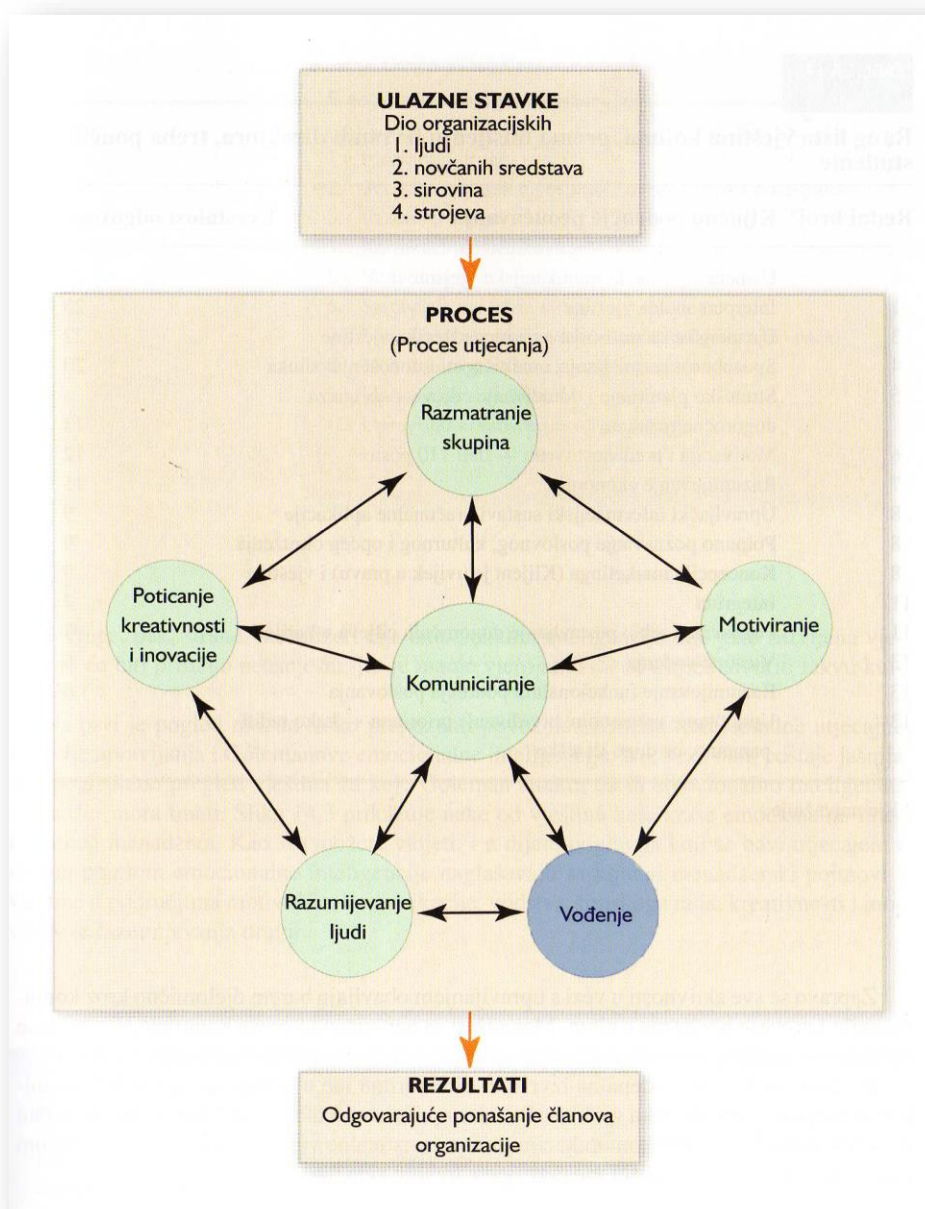 ULAZNE STAVKE
Dio organizacijskih
1. ljudi
2. novčanih sredstava
3. sirovina
4. strojeva
PROCES
(Proces utjecanja)
Razmatranje
skupina
Poticanje
kreativnosti
i inovacije
Motiviranje
Komuniciranje
Razumijevanje
ljudi
Vođenje
REZULTATI
Odgovarajuće ponašanje članova
organizacije